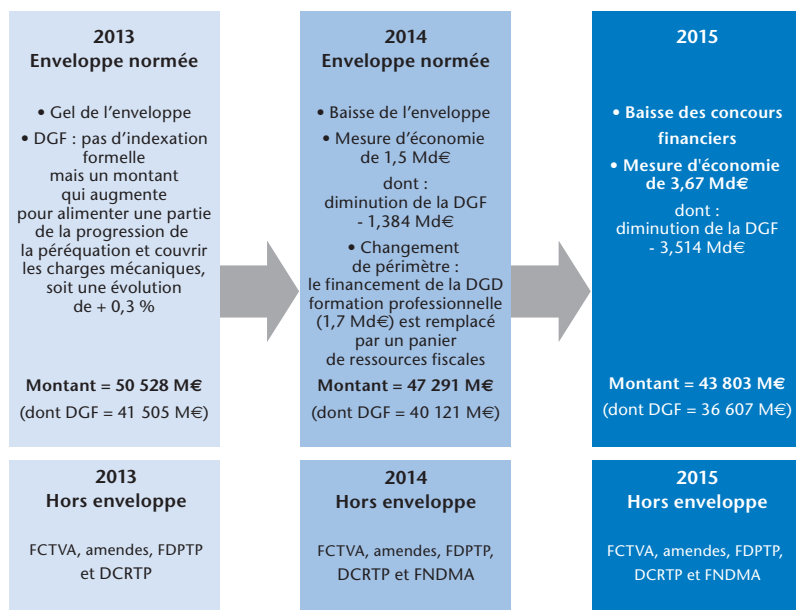 2013
Enveloppe normée
• Gel de l’enveloppe
• DGF : pas d’indexation
formelle
mais un montant
qui augmente
pour alimenter une partie
de la progression de
la péréquation et couvrir
les charges mécaniques,
soit une évolution
de + 0,3 %
Montant = 50 528 M€
(dont DGF = 41 505 M€)
2014
Enveloppe normée
• Baisse de l’enveloppe
• Mesure d’économie
de 1,5 Md€
dont :
diminution de la DGF
- 1,384 Md€
• Changement
de périmètre :
le financement de la DGD
formation professionnelle
(1,7 Md€) est remplacé
par un panier
de ressources fiscales
Montant = 47 291 M€
(dont DGF = 40 121 M€)
2015
• Baisse des concours
financiers
• Mesure d'économie
de 3,67 Md€
dont :
diminution de la DGF
- 3,514 Md€
Montant = 43 803 M€
(dont DGF = 36 607 M€)
2013
Hors enveloppe
FCTVA, amendes, FDPTP
et DCRTP
2014
Hors enveloppe
FCTVA, amendes, FDPTP,
DCRTP et FNDMA
2015
Hors enveloppe
FCTVA, amendes, FDPTP,
DCRTP et FNDMA